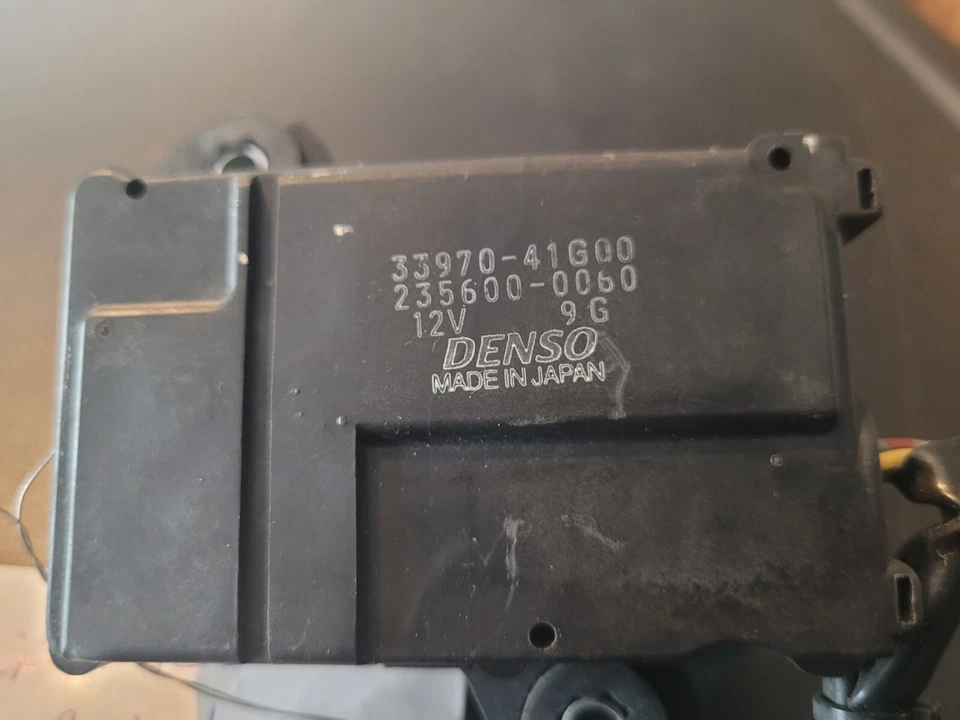 33970-41G00
235600-0060
12V 9G
DENSO
MADE IN JAPAN